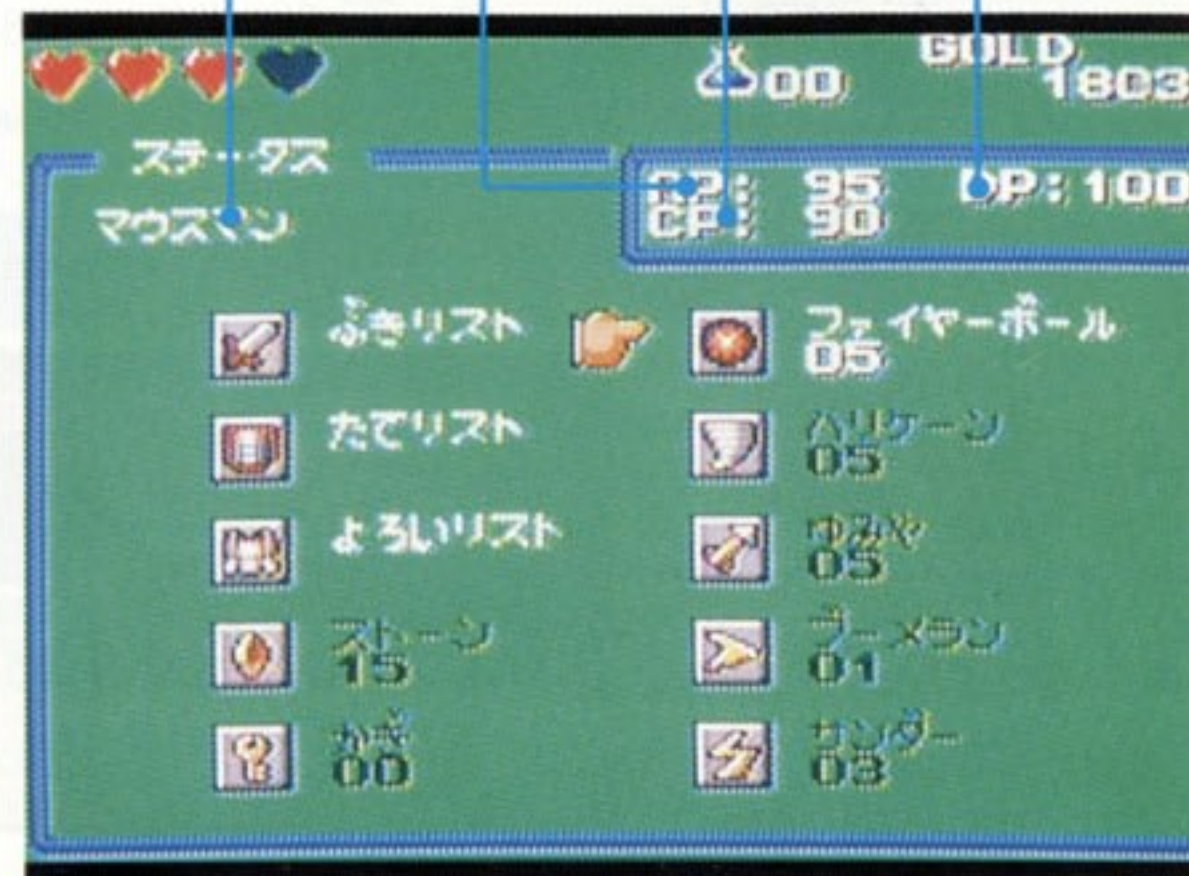 00
GOLD
1803
ステータス
マウスマン
AP: 95
DP: 100
CP: 90
ぶきリスト
ファイヤーボール
05
たてリスト
ハリケーン
05
よろいリスト
ゆみや
05
ストーン
15
ブーメラン
01
かぎ
00
サンダー
03